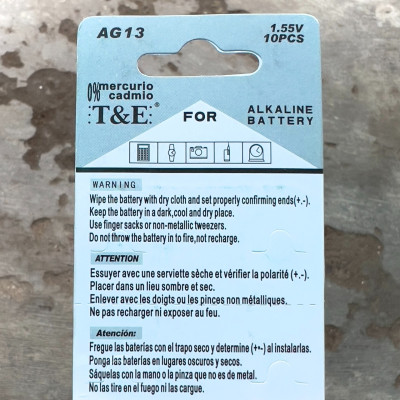 AG13
1.55V
10PCS
0% mercurio
cadmio
T&E®
FOR
ALKALINE
BATTERY
WARNING
Wipe the battery with dry cloth and set properly confirming ends(+.-).
Keep the battery in a dark,cool and dry place.
Use finger sacks or non-metallic tweezers.
Do not throw the battery in to fire,not recharge.
ATTENTION
Essuyer avec une serviette sèche et vérifier la polarité (+.-).
Placer dans un lieu sombre et sec.
Enlever avec les doigts ou les pinces non métalliques.
Ne pas recharger ni exposer au feu.
Atención:
Fregue las baterías con el trapo seco y determine (+•-) al instalarlas.
Ponga las baterías en lugares oscuros y secos.
Sáquelas con la mano o la pinza que no es de metal.
No las tire en el fuego ni las cargue.